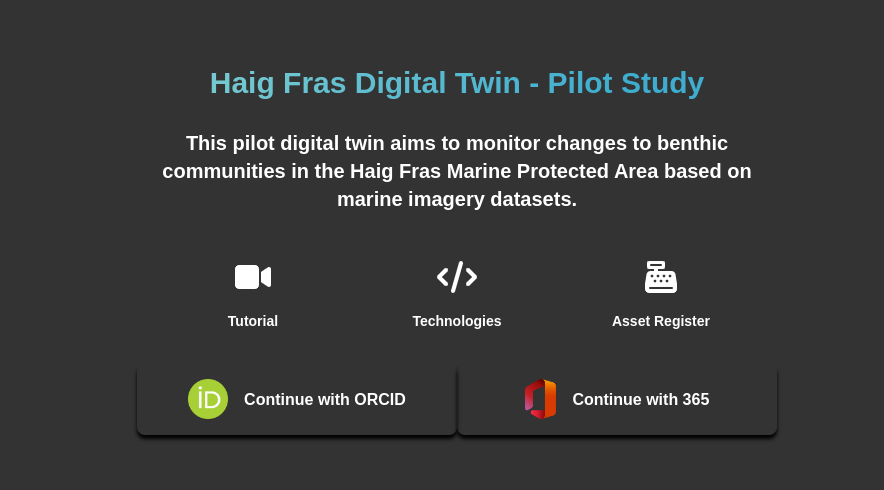 Haig Fras Digital Twin - Pilot Study
This pilot digital twin aims to monitor changes to benthic
communities in the Haig Fras Marine Protected Area based on
marine imagery datasets.
Tutorial
Technologies
Asset Register
iD Continue with ORCID
Continue with 365